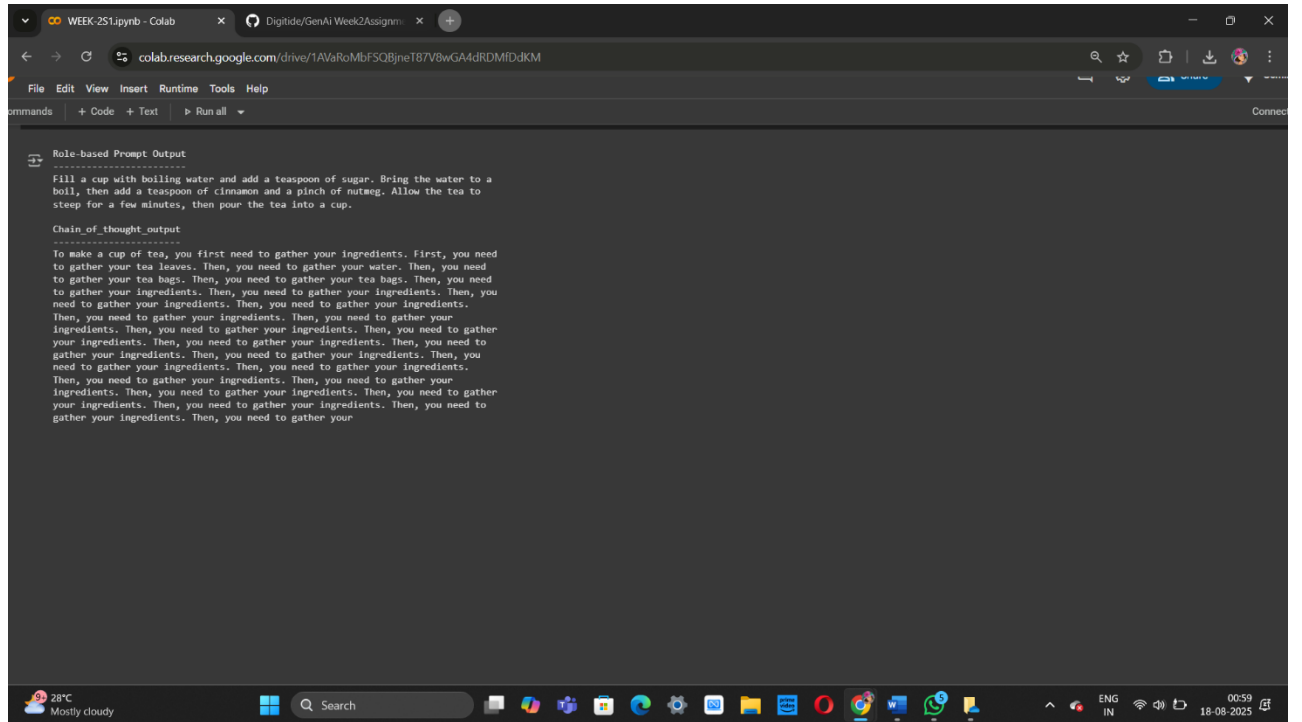 WEEK-2S1.ipynb - Colab
Digitide/GenAi Week2Assignm
colab.research.google.com/drive/1AVaRoMbFSQBjneT87V8wGA4dRDMfDdKM
File Edit View Insert Runtime Tools Help
Share
ommands + Code + Text Run all
Connect
Role-based Prompt Output
-------------------------
Fill a cup with boiling water and add a teaspoon of sugar. Bring the water to a
boil, then add a teaspoon of cinnamon and a pinch of nutmeg. Allow the tea to
steep for a few minutes, then pour the tea into a cup.
Chain_of_thought_output
------------------------
To make a cup of tea, you first need to gather your ingredients. First, you need
to gather your tea leaves. Then, you need to gather your water. Then, you need
to gather your tea bags. Then, you need to gather your tea bags. Then, you need
to gather your ingredients. Then, you need to gather your ingredients. Then, you
need to gather your ingredients. Then, you need to gather your ingredients.
Then, you need to gather your ingredients. Then, you need to gather your
ingredients. Then, you need to gather your ingredients. Then, you need to gather
your ingredients. Then, you need to gather your ingredients. Then, you need to
gather your ingredients. Then, you need to gather your ingredients. Then, you
need to gather your ingredients. Then, you need to gather your ingredients.
Then, you need to gather your ingredients. Then, you need to gather your
ingredients. Then, you need to gather your ingredients. Then, you need to gather
your ingredients. Then, you need to gather your ingredients. Then, you need to
gather your ingredients. Then, you need to gather your
9+
28°C
Mostly cloudy
Search
prime video
5
ENG
IN
00:59
18-08-2025